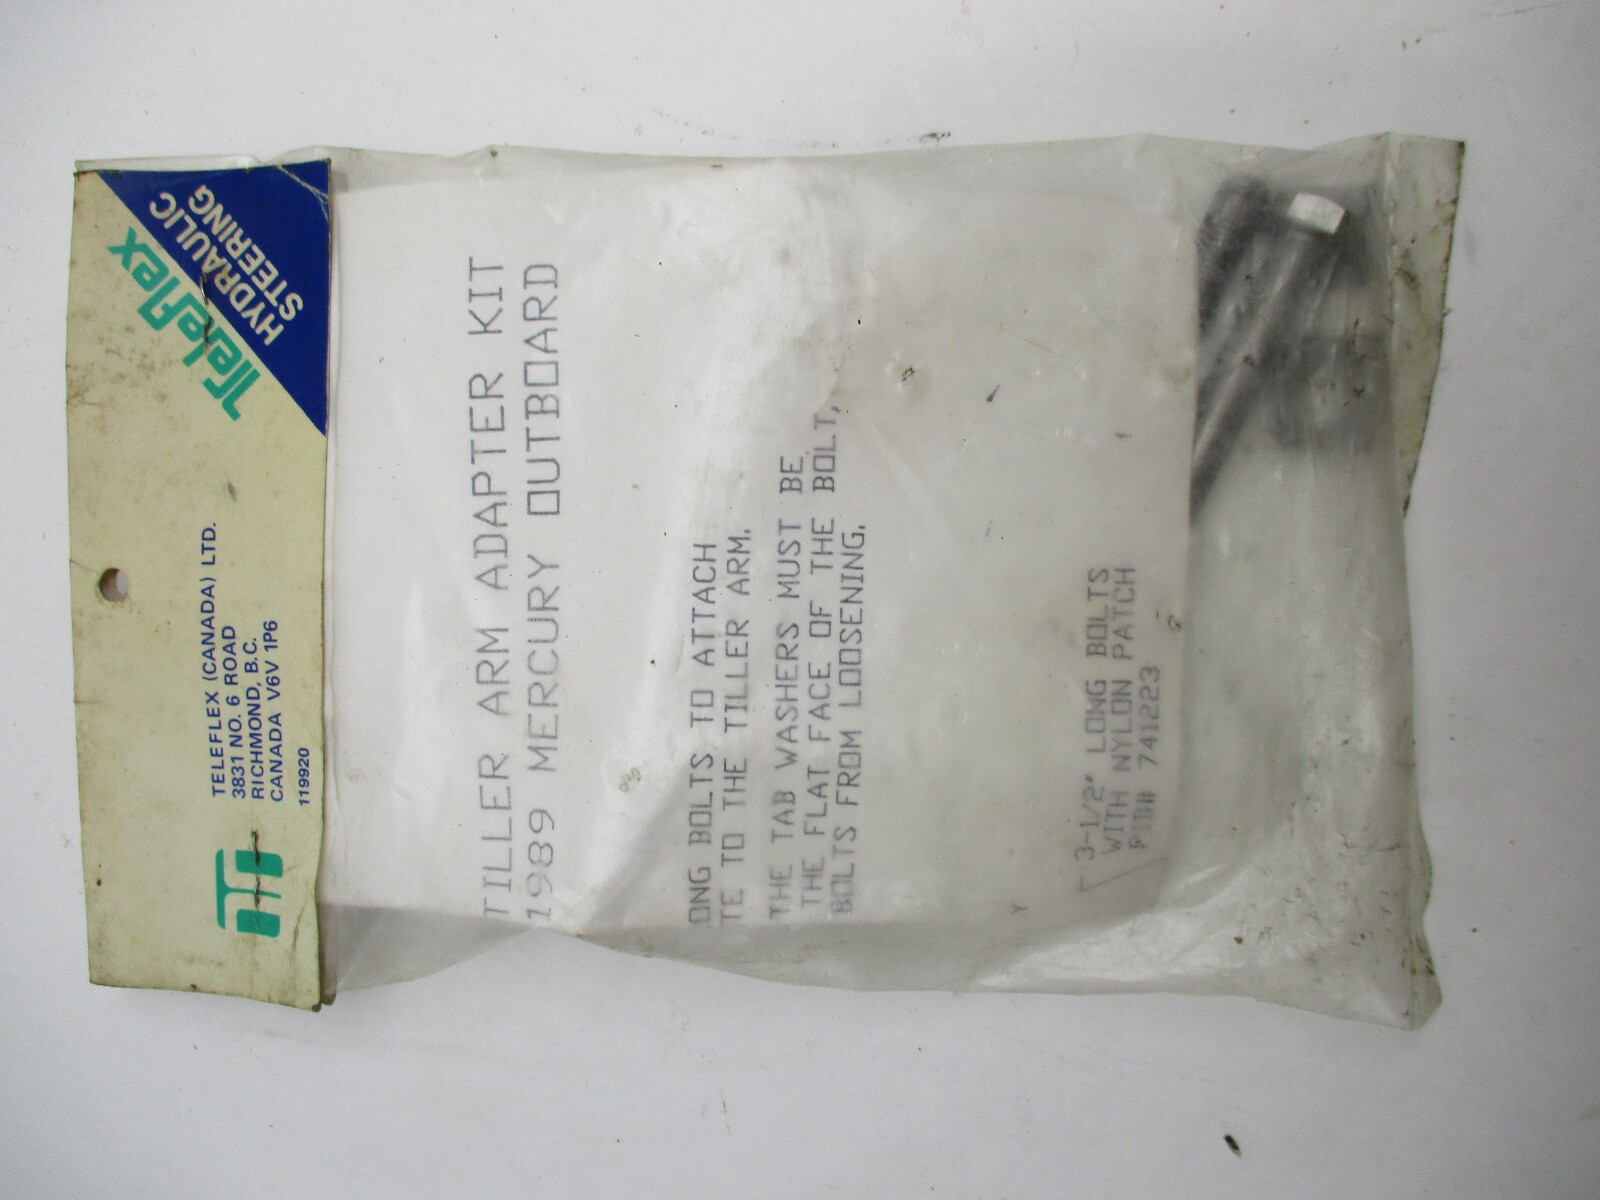 Teleflex
HYDRAULIC
STEERING
TELEFLEX (CANADA) LTD.
3831 NO. 6 ROAD
RICHMOND, B.C.
CANADA V6V 1P6
119920
TILLER ARM ADAPTER KIT
1989 MERCURY OUTBOARD
ONG BOLTS TO ATTACH
TE TO THE TILLER ARM.
THE TAB WASHERS MUST BE
THE FLAT FACE OF THE BOLT,
BOLTS FROM LOOSENING.
3-1/2" LONG BOLTS
WITH NYLON PATCH
PID# 741223